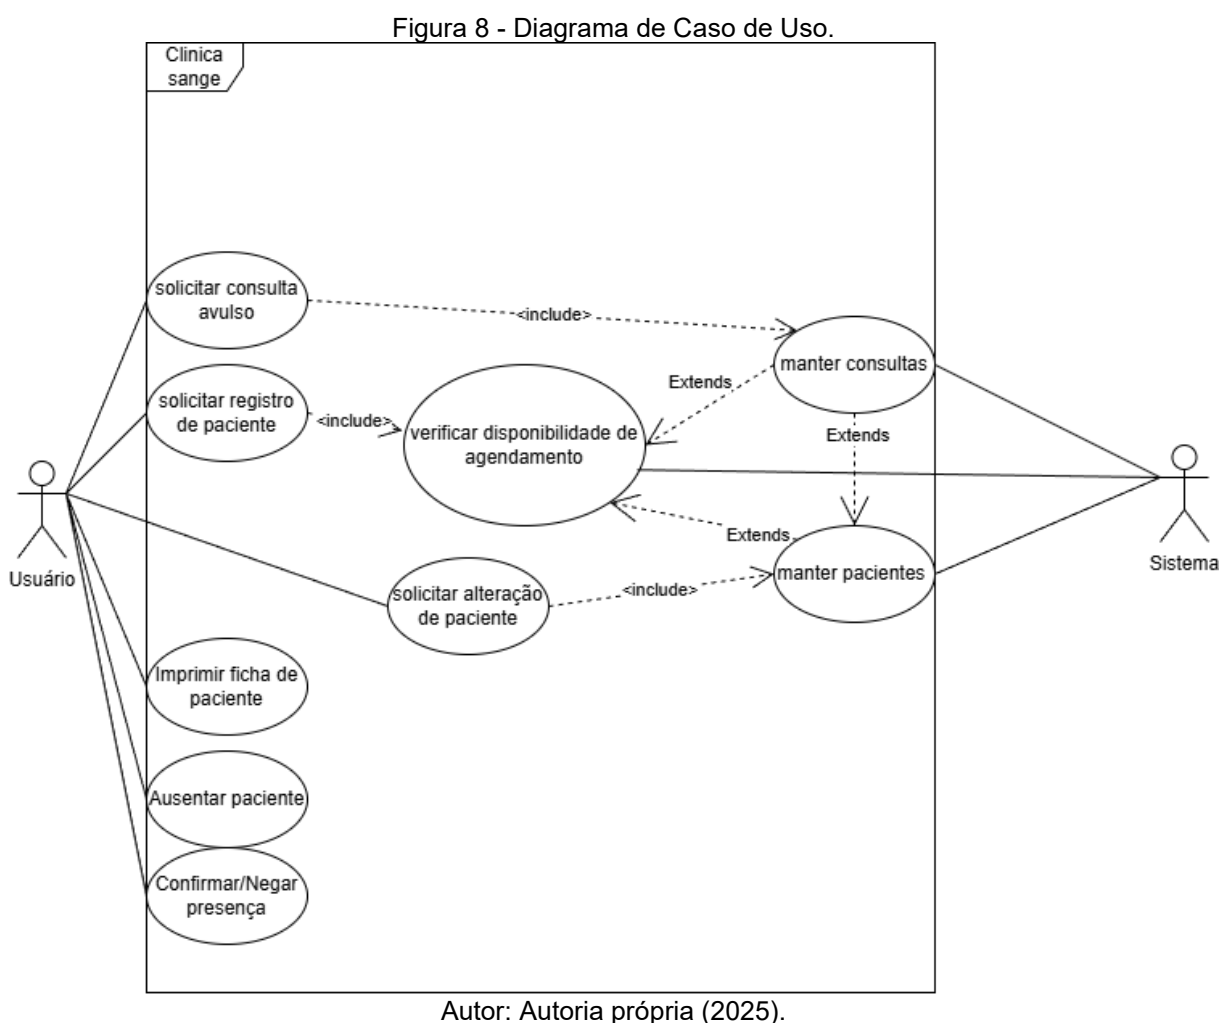 Figura 8 - Diagrama de Caso de Uso.
Clinica
sange
solicitar consulta
avulso
<include>
manter consultas
solicitar registro
de paciente
<include>
verificar disponibilidade de
agendamento
Extends
Extends
Usuário
Sistema
Extends
manter pacientes
solicitar alteração
de paciente
<include>
Imprimir ficha de
paciente
Ausentar paciente
Confirmar/Negar
presença
Autor: Autoria própria (2025).